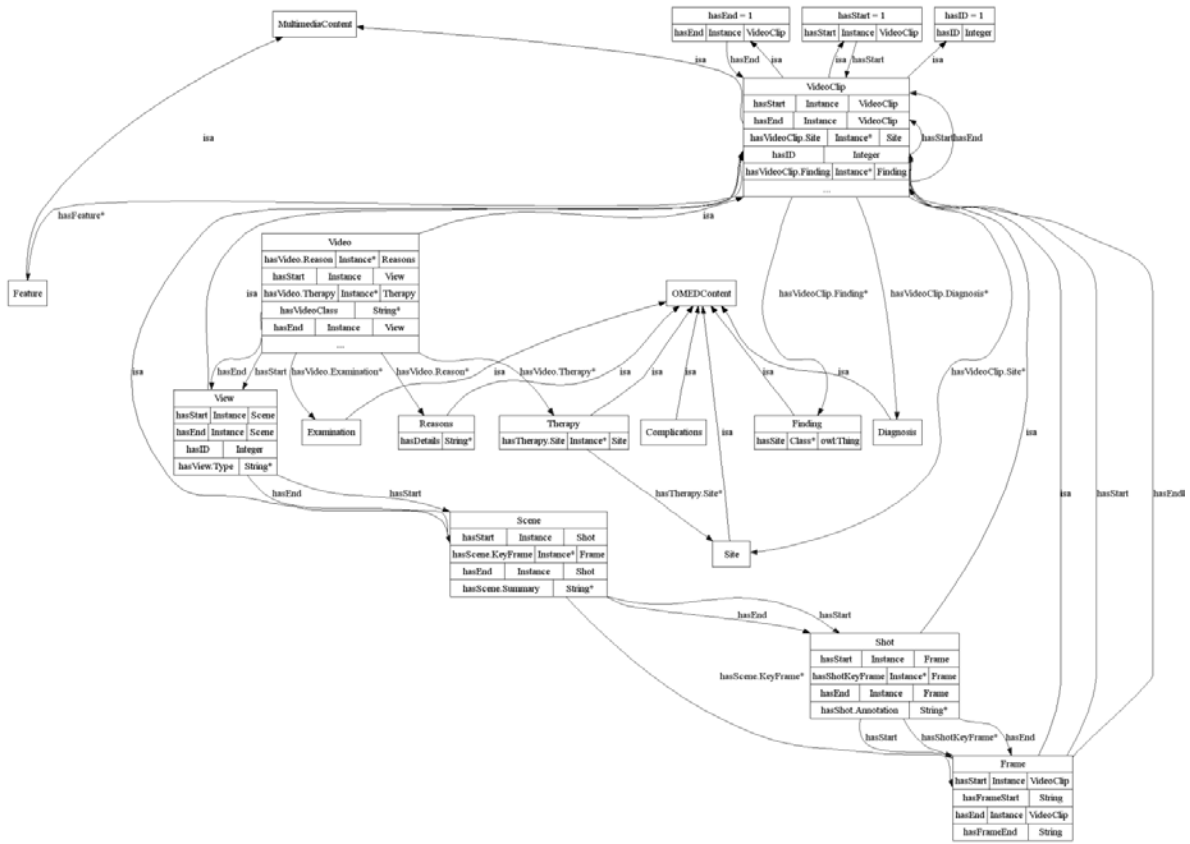 MultimediaContent
hasEnd = 1
hasEnd Instance VideoClip
hasStart = 1
hasStart Instance VideoClip
hasID = 1
hasID Integer
isa
hasEnd
isa
isa
hasStart
isa
VideoClip
hasStart Instance VideoClip
hasEnd Instance VideoClip
hasVideoClip.Site Instance* Site
hasID Integer
hasVideoClip.Finding Instance* Finding
...
hasStart
hasEnd
isa
hasFeature*
isa
Feature
Video
hasVideo.Reason Instance* Reasons
hasStart Instance View
hasVideo.Therapy Instance* Therapy
hasVideoClass String*
hasEnd Instance View
...
isa
OMEDContent
hasVideoClip.Finding*
hasVideoClip.Diagnosis*
isa
hasEnd
hasStart
hasVideo.Examination*
hasVideo.Reason*
isa
hasVideo.Therapy*
isa
isa
isa
isa
isa
hasVideoClip.Site*
View
hasStart Instance Scene
hasEnd Instance Scene
hasID Integer
hasView.Type String*
Examination
Reasons
hasDetails String*
Therapy
hasTherapy.Site Instance* Site
Complications
Finding
hasSite Class* owl:Thing
Diagnosis
isa
isa
hasEnd
hasStart
hasTherapy.Site*
isa
hasStart
hasEnd
Scene
hasStart Instance Shot
hasScene.KeyFrame Instance* Frame
hasEnd Instance Shot
hasScene.Summary String*
Site
hasEnd
hasStart
Shot
hasStart Instance Frame
hasShotKeyFrame Instance* Frame
hasEnd Instance Frame
hasShot.Annotation String*
hasScene.KeyFrame*
hasStart
hasShotKeyFrame*
hasEnd
Frame
hasStart Instance VideoClip
hasFrameStart String
hasEnd Instance VideoClip
hasFrameEnd String